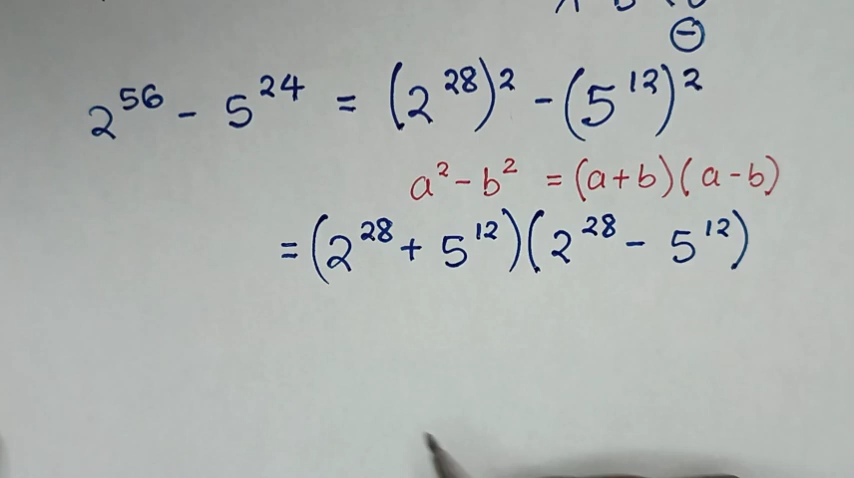 ⊖
2^56 - 5^24 = (2^28)^2 - (5^12)^2
a^2 - b^2 = (a+b)(a-b)
= (2^28 + 5^12)(2^28 - 5^12)